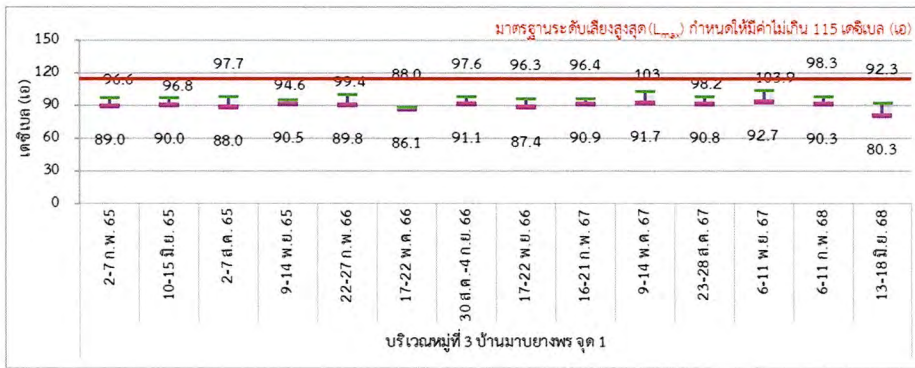 มาตรฐานระดับเสียงสูงสุด (Lmax) กำหนดให้มีค่าไม่เกิน 115 เดซิเบล (เอ)
เดซิเบล (เอ)
150
120
90
60
30
0
96.6 96.8 97.7 94.6 99.4 88.0 97.6 96.3 96.4 103 98.2 103.9 98.3 92.3
89.0 90.0 88.0 90.5 89.8 86.1 91.1 87.4 90.9 91.7 90.8 92.7 90.3 80.3
2-7 ก.พ. 65
10-15 มิ.ย. 65
2-7 ส.ค. 65
9-14 พ.ย. 65
22-27 ก.พ. 66
17-22 พ.ค. 66
30 ส.ค.-4 ก.ย. 66
17-22 พ.ย. 66
16-21 ก.พ. 67
9-14 พ.ค. 67
23-28 ส.ค. 67
6-11 พ.ย. 67
6-11 ก.พ. 68
13-18 มิ.ย. 68
บริเวณหมู่ที่ 3 บ้านมาบยางพร จุด 1